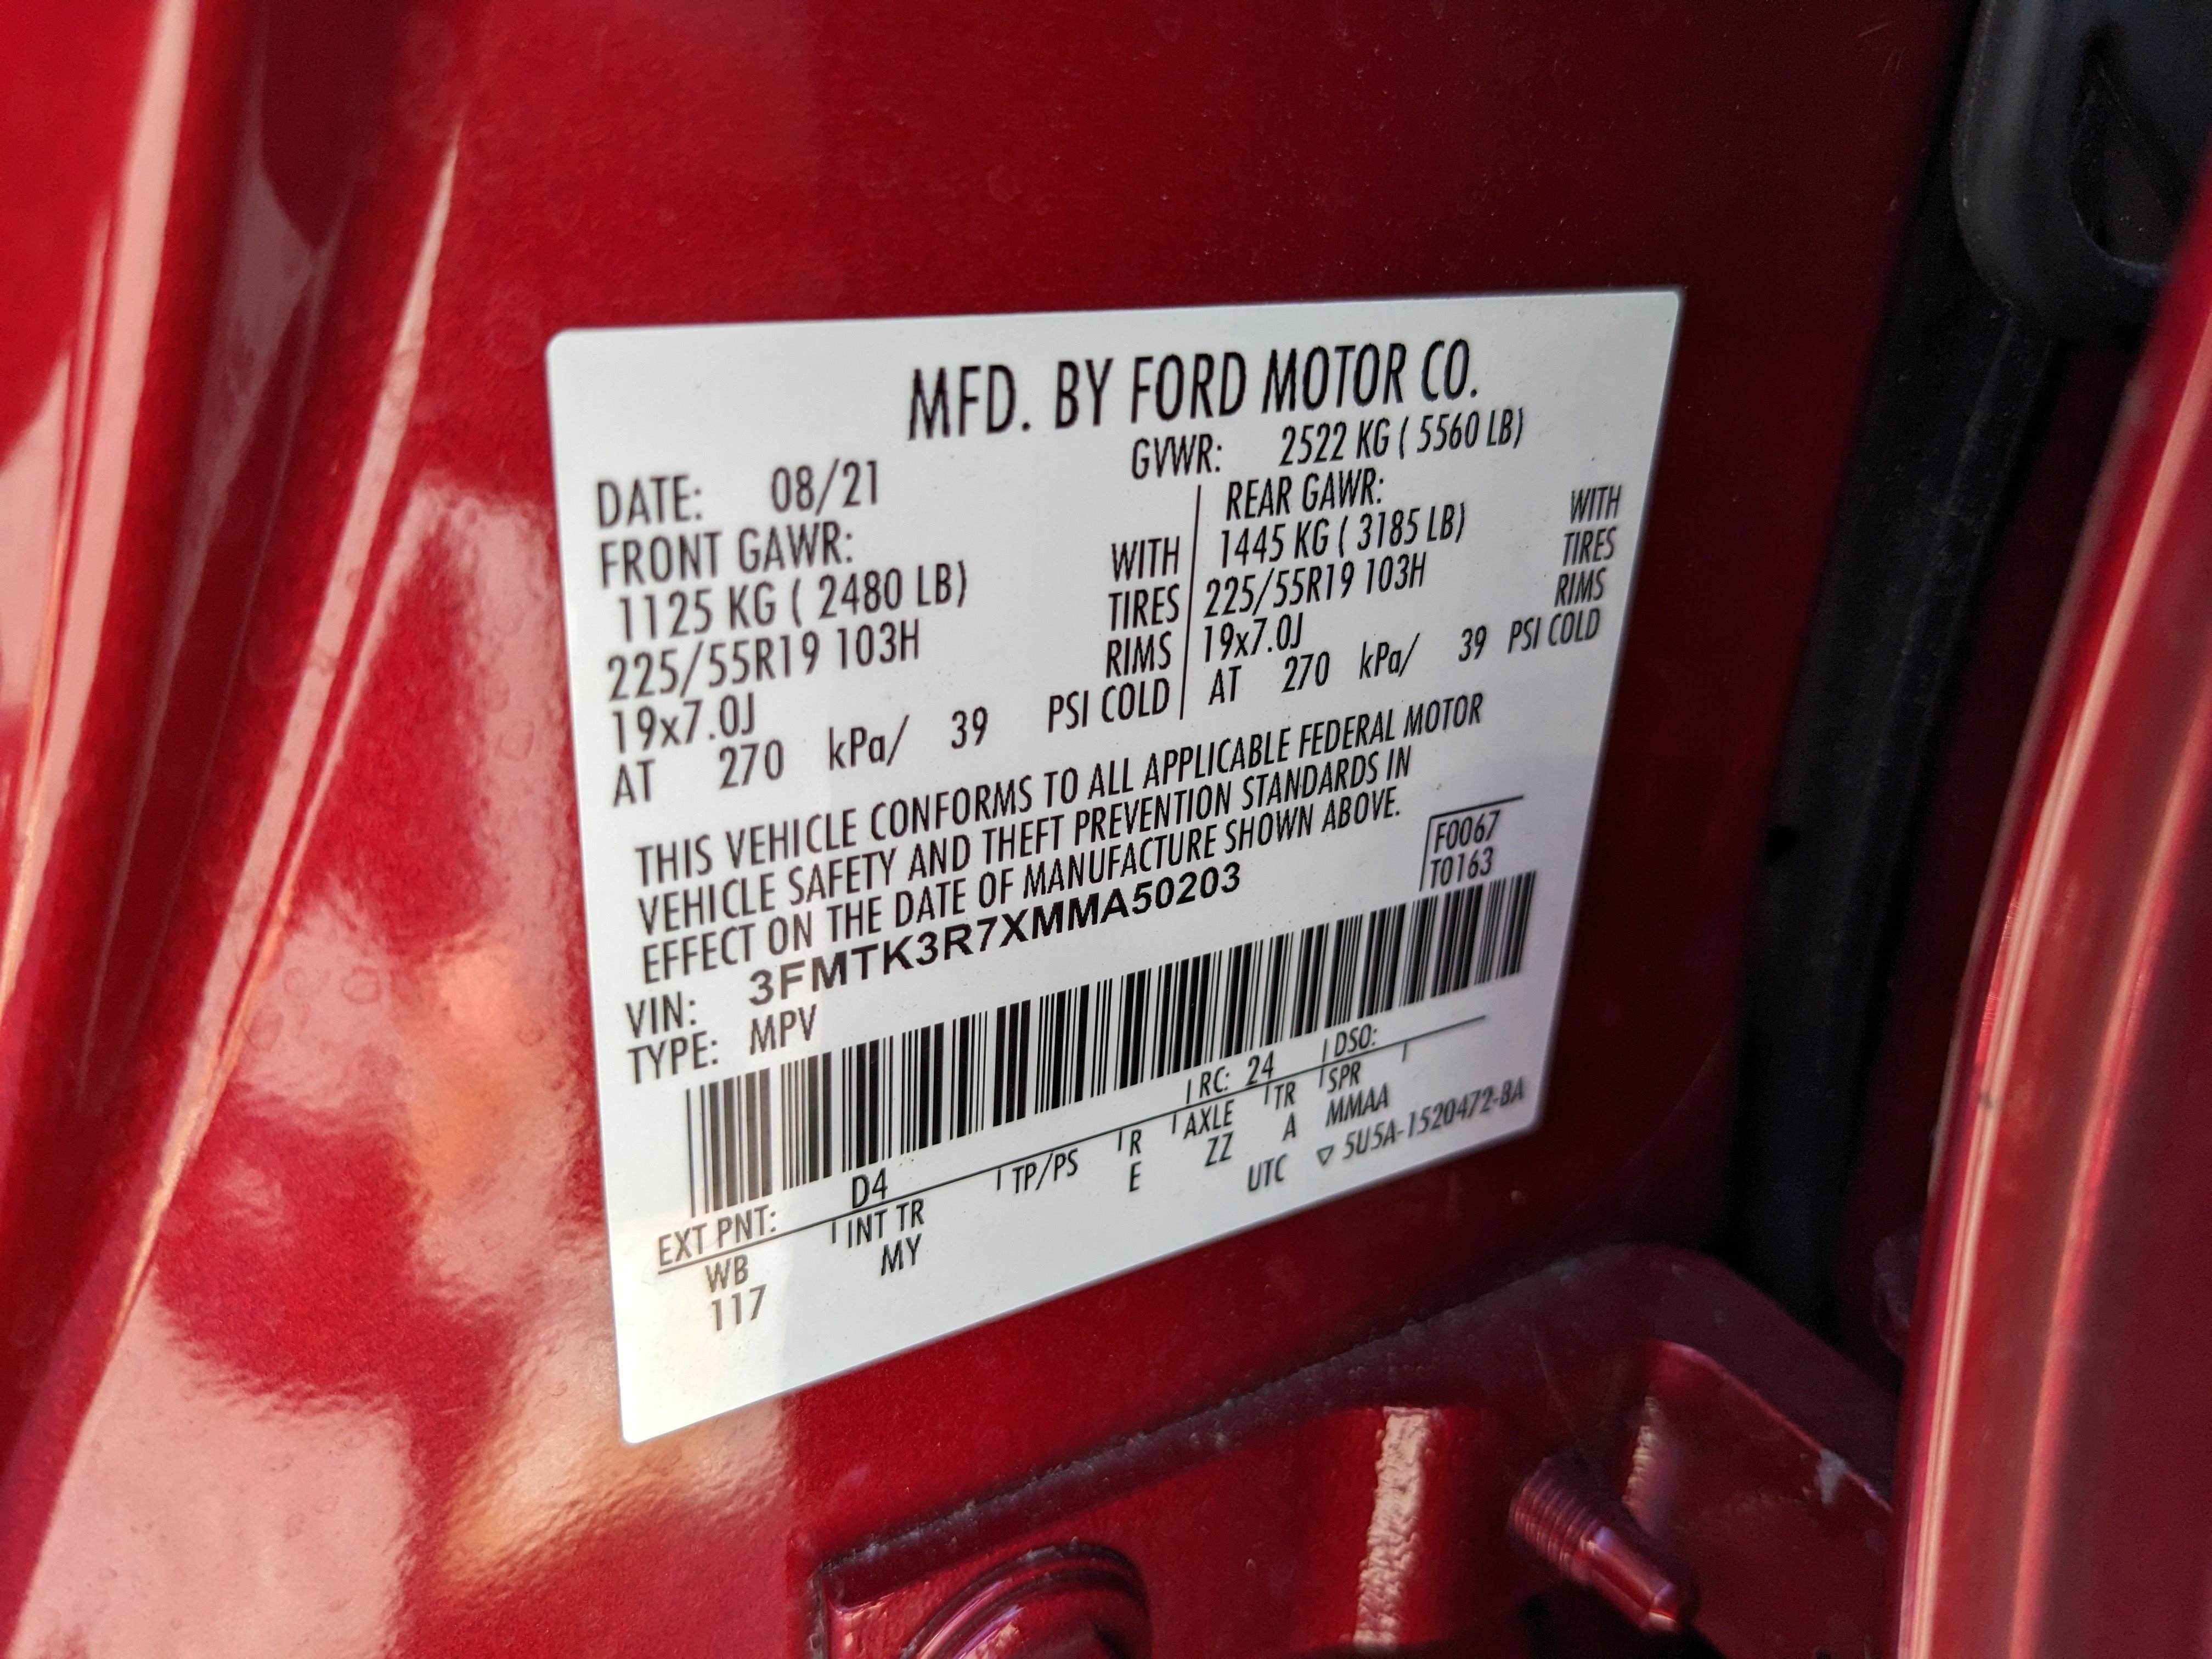 MFD. BY FORD MOTOR CO.
DATE: 08/21 GVWR: 2522 KG ( 5560 LB)
FRONT GAWR: REAR GAWR:
1125 KG ( 2480 LB) WITH 1445 KG ( 3185 LB) WITH
225/55R19 103H TIRES 225/55R19 103H TIRES
19x7.0J RIMS 19x7.0J RIMS
AT 270 kPa/ 39 PSI COLD AT 270 kPa/ 39 PSI COLD
THIS VEHICLE CONFORMS TO ALL APPLICABLE FEDERAL MOTOR
VEHICLE SAFETY AND THEFT PREVENTION STANDARDS IN
EFFECT ON THE DATE OF MANUFACTURE SHOWN ABOVE.
F0067
T0163
VIN: 3FMTK3R7XMMA50203
TYPE: MPV
EXT PNT: D4 RC: 24 DSO:
WB INT TR TP/PS R AXLE TR SPR
117 MY E ZZ A MMAA
UTC ▽ 5U5A-1520472-BA